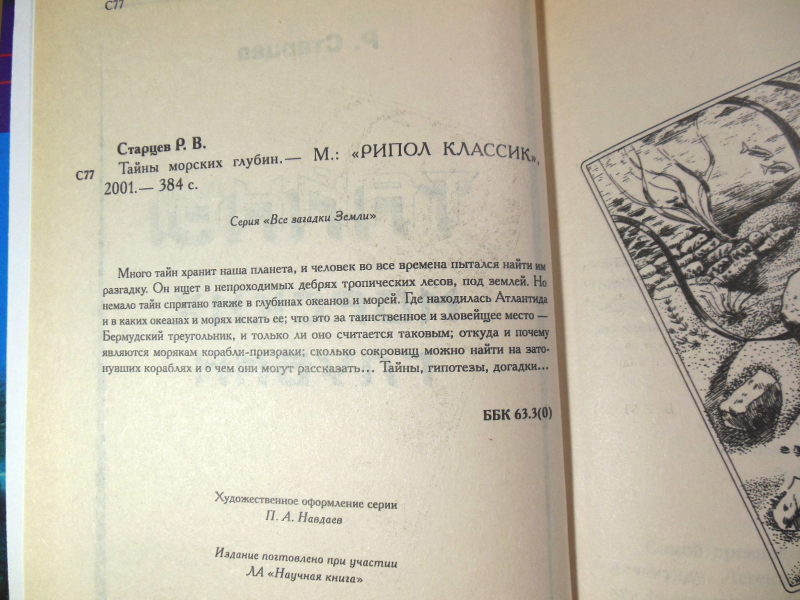 С77
Старцев Р. В.
С77 Тайны морских глубин.— М.: «РИПОЛ КЛАССИК»,
2001.— 384 с.
Серия «Все загадки Земли»
Много тайн хранит наша планета, и человек во все времена пытался найти им
разгадку. Он ищет в непроходимых дебрях тропических лесов, под землей. Но
немало тайн спрятано также в глубинах океанов и морей. Где находилась Атлантида
и в каких океанах и морях искать ее; что это за таинственное и зловейщее место —
Бермудский треугольник, и только ли оно считается таковым; откуда и почему
являются морякам корабли-призраки; сколько сокровищ можно найти на зато-
нувших кораблях и о чем они могут рассказать... Тайны, гипотезы, догадки...
ББК 63.3(0)
Художественное оформление серии
П. А. Навдаев
Издание поготовлено при участии
ЛА «Научная книга»
Р. Старцев